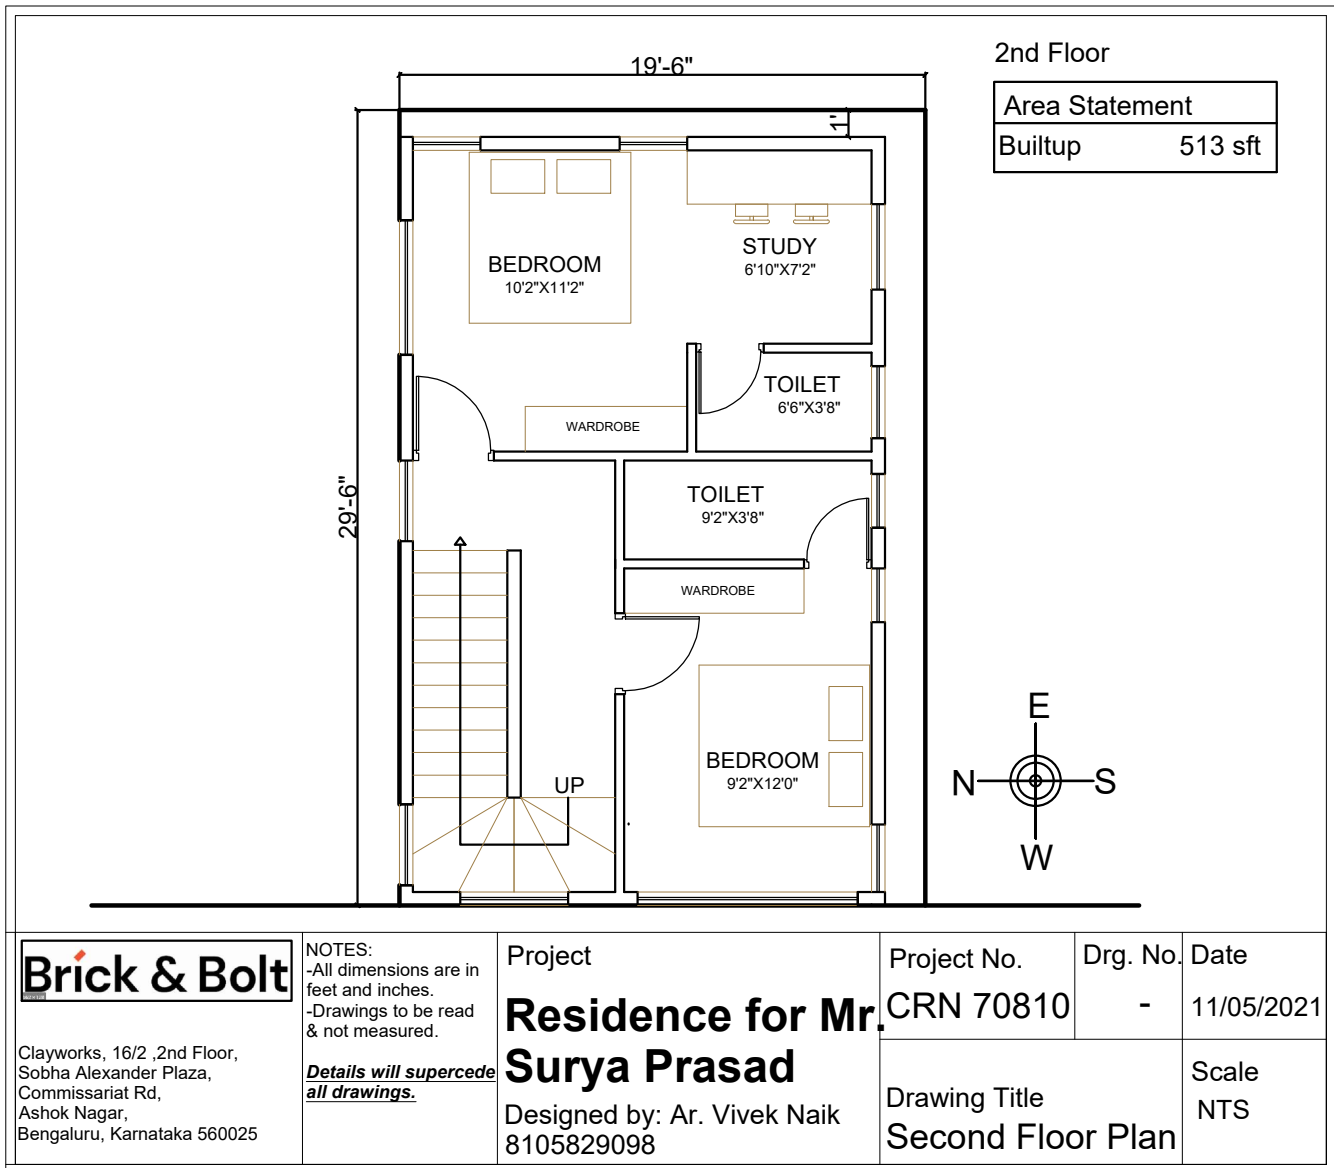 2nd Floor
Area Statement
Builtup 513 sft
19'-6"
1'
29'-6"
BEDROOM
10'2"X11'2"
STUDY
6'10"X7'2"
TOILET
6'6"X3'8"
WARDROBE
TOILET
9'2"X3'8"
WARDROBE
BEDROOM
9'2"X12'0"
UP
E
N S
W
Brick & Bolt
Clayworks, 16/2 ,2nd Floor,
Sobha Alexander Plaza,
Commissariat Rd,
Ashok Nagar,
Bengaluru, Karnataka 560025
NOTES:
-All dimensions are in
feet and inches.
-Drawings to be read
& not measured.
Details will supercede
all drawings.
Project
Residence for Mr.
Surya Prasad
Designed by: Ar. Vivek Naik
8105829098
Project No.
CRN 70810
Drg. No.
-
Date
11/05/2021
Drawing Title
Second Floor Plan
Scale
NTS